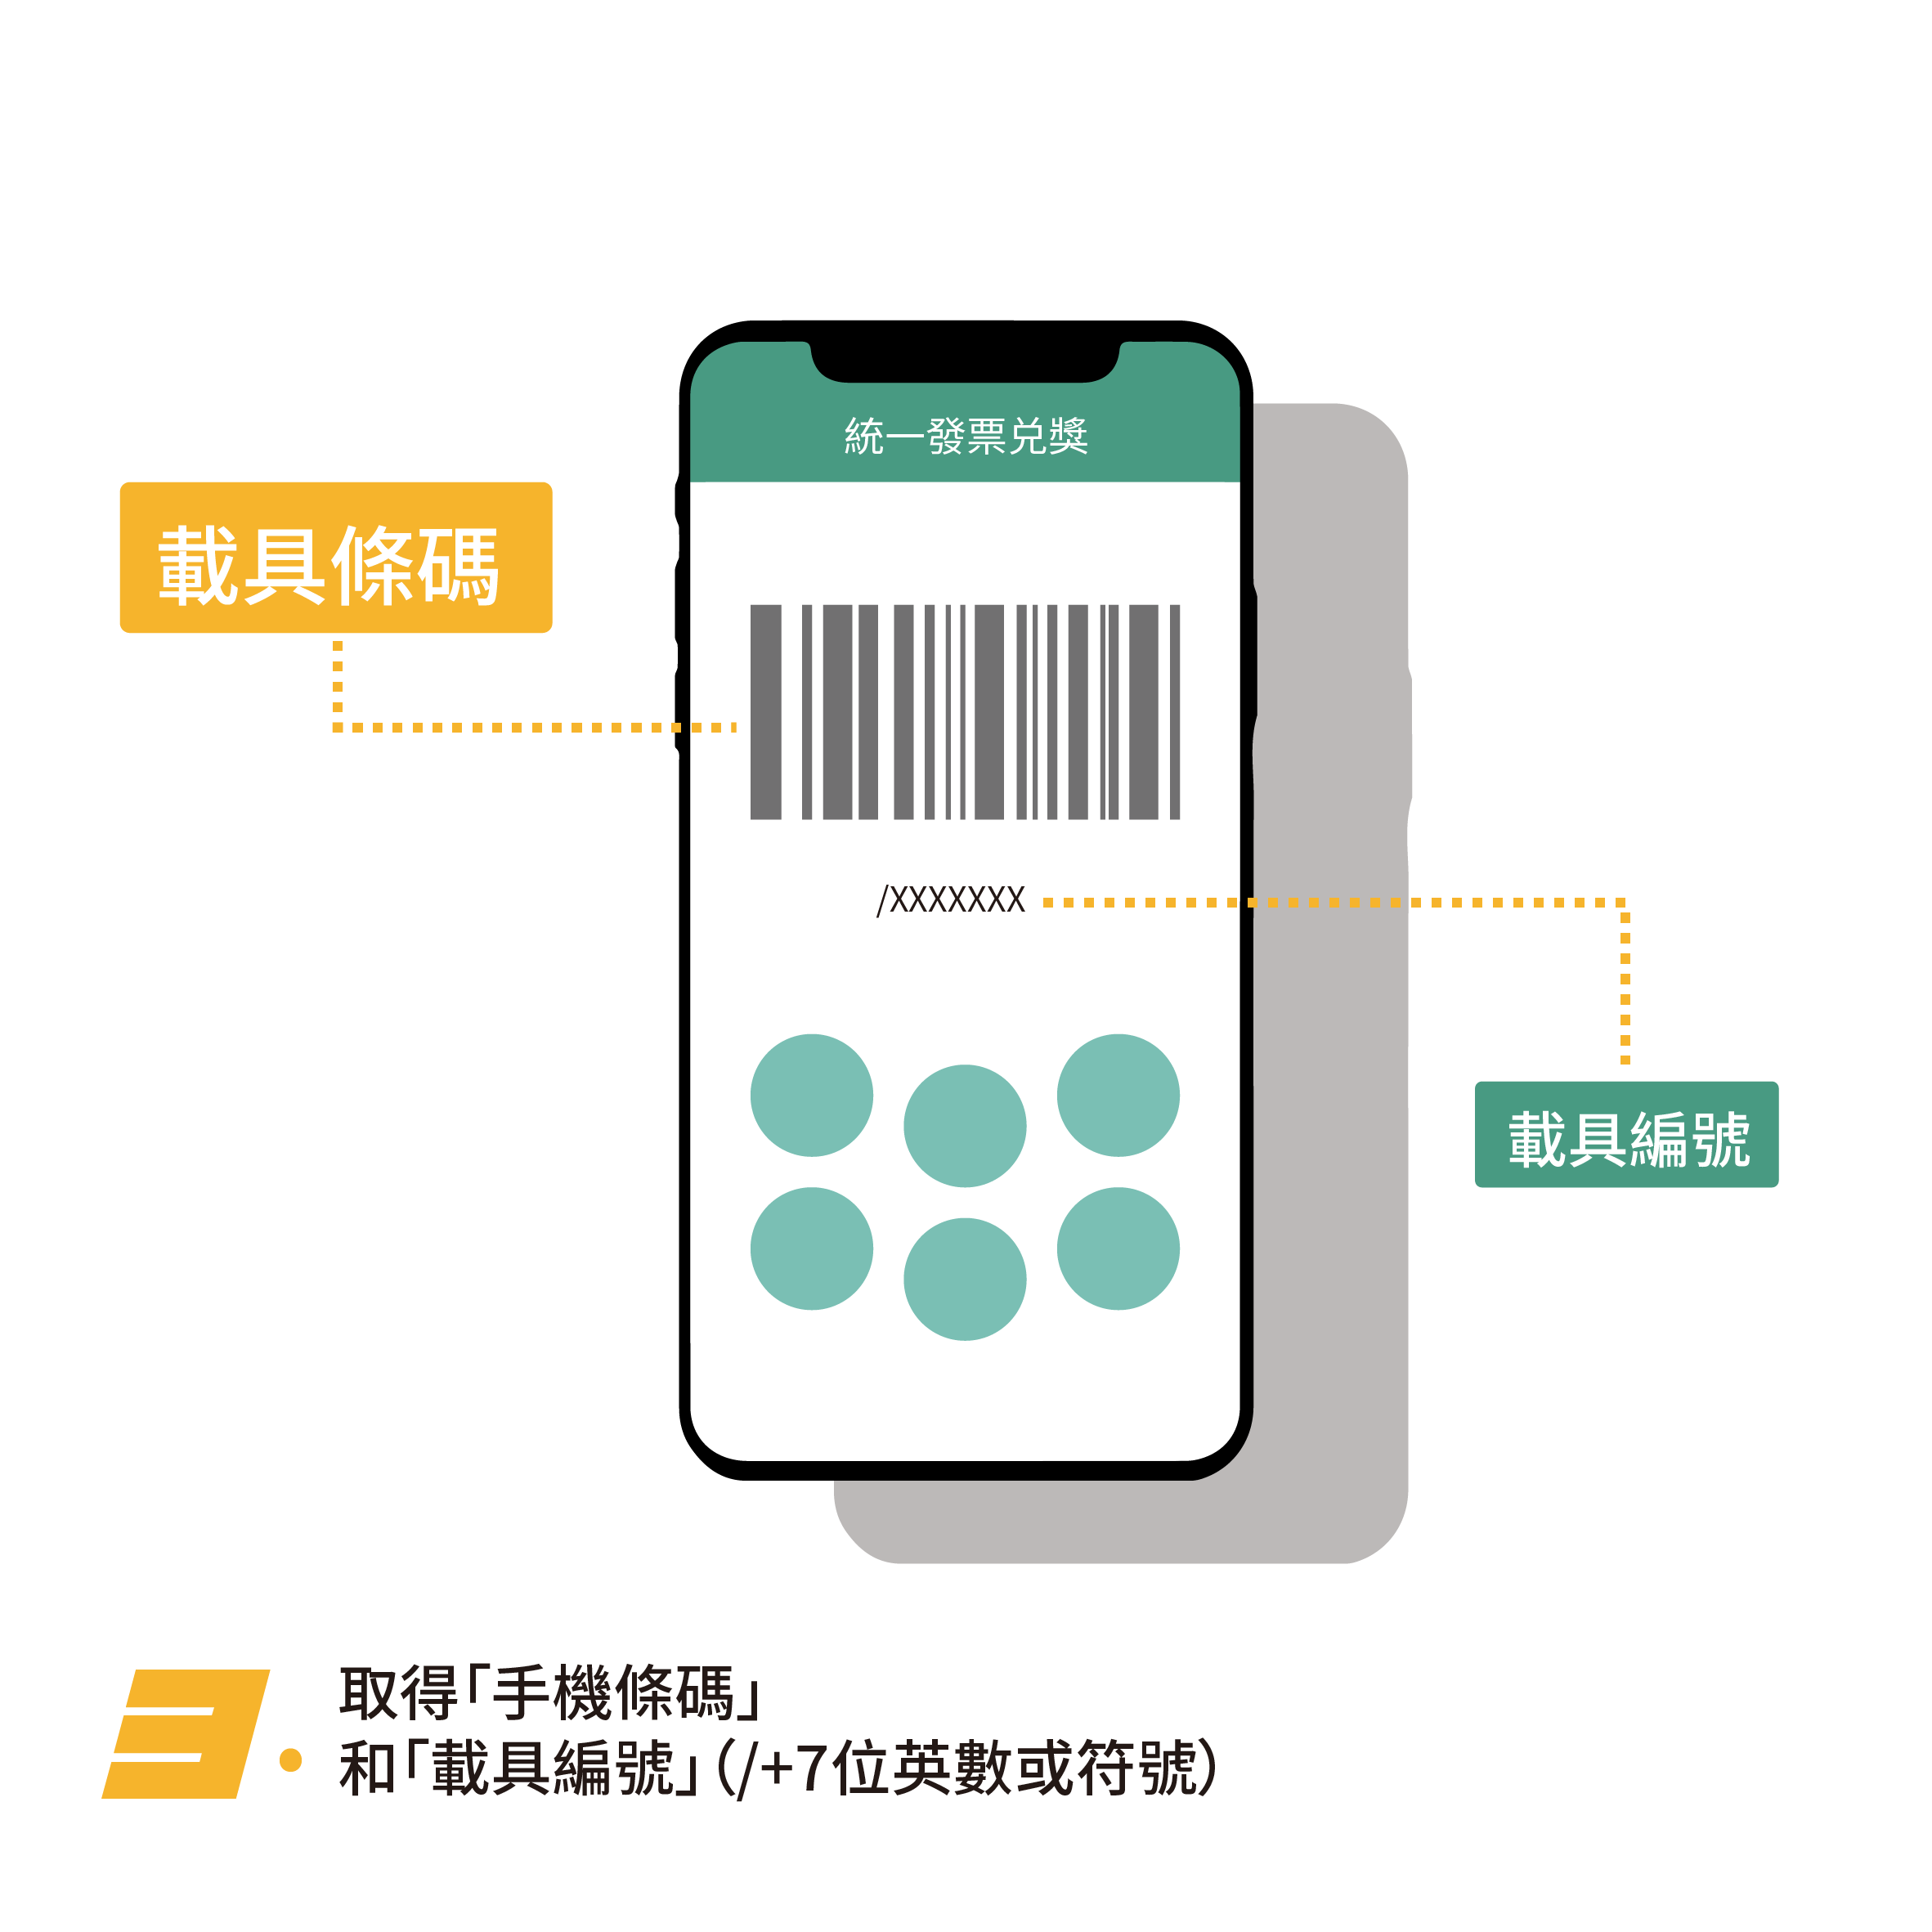 統一發票兌獎
載具條碼
/XXXXXXX
載具編號
3.
取得「手機條碼」
和「載具編號」(/+7位英數或符號)